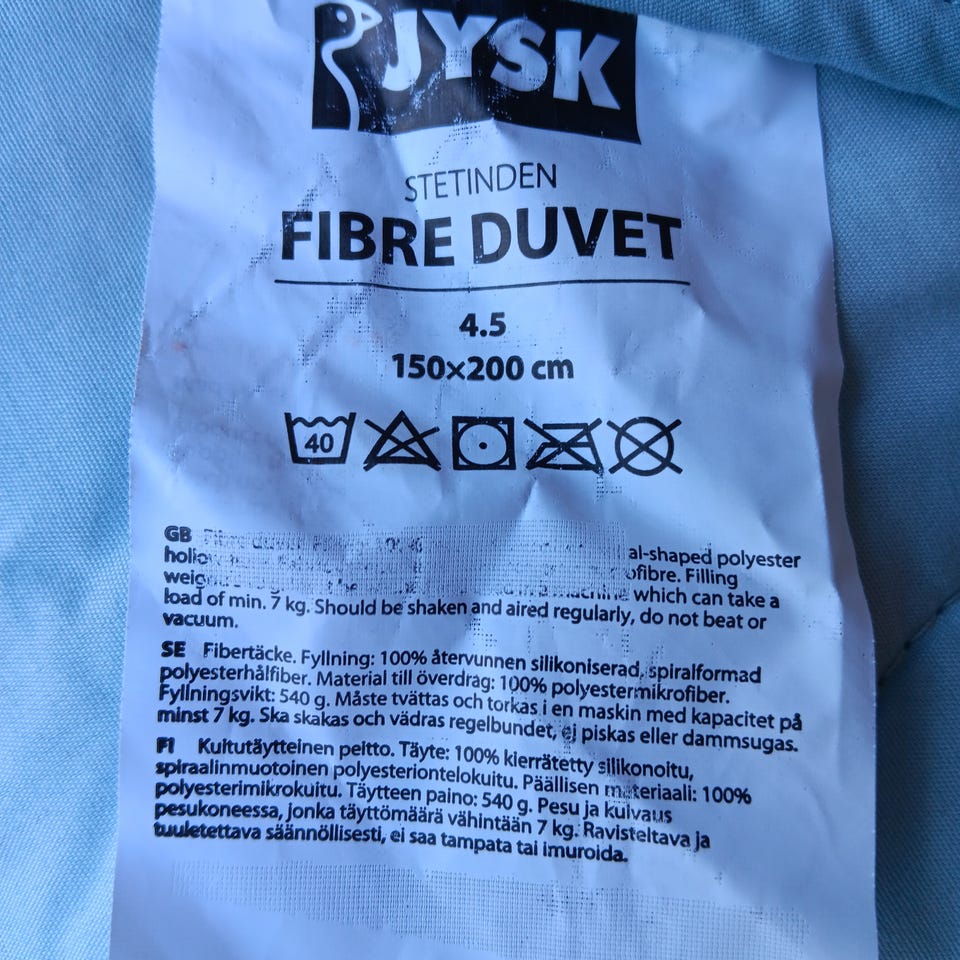 JYSK
STETINDEN
FIBRE DUVET
4.5
150×200 cm
40
GB Fibre duvet.
al-shaped polyester
ofibre. Filling
which can take a
load of min. 7 kg. Should be shaken and aired regularly, do not beat or
vacuum.
SE Fibertäcke. Fyllning: 100% återvunnen silikoniserad, spiralformad
polyesterhålfiber. Material till överdrag: 100% polyestermikrofiber.
Fyllningsvikt: 540 g. Måste tvättas och torkas i en maskin med kapacitet på
minst 7 kg. Ska skakas och vädras regelbundet, ej piskas eller dammsugas.
FI Kuitutäytteinen peitto. Täyte: 100% kierrätetty silikonoitu,
spiraalinmuotoinen polyesteriontelokuitu. Päällisen materiaali: 100%
polyesterimikrokuitu. Täytteen paino: 540 g. Pesu ja kuivaus
pesukoneessa, jonka täyttömäärä vähintään 7 kg. Ravisteltava ja
tuuletettava säännöllisesti, ei saa tampata tai imuroida.